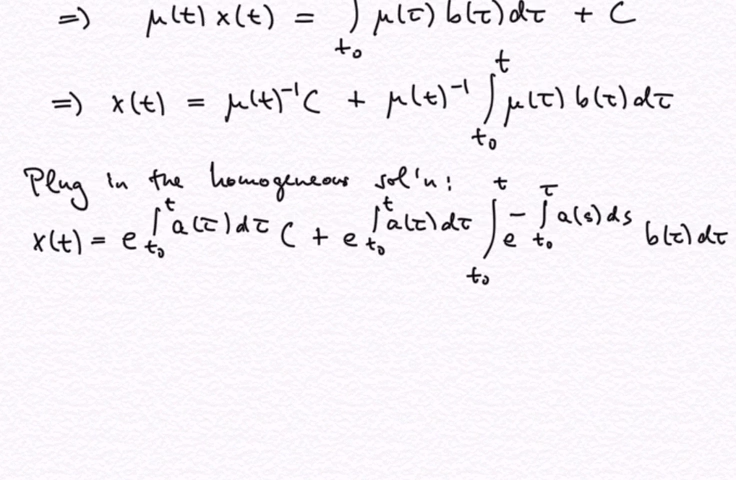 => μ(t) x(t) = ∫_{t₀} μ(τ) b(τ) dτ + C
=> x(t) = μ(t)⁻¹ C + μ(t)⁻¹ ∫_{t₀}^{t} μ(τ) b(τ) dτ
Plug in the homogeneous sol'n:
x(t) = e^{∫_{t₀}^{t} a(τ) dτ} C + e^{∫_{t₀}^{t} a(τ) dτ} ∫_{t₀}^{t} e^{-∫_{t₀}^{τ} a(s) ds} b(τ) dτ